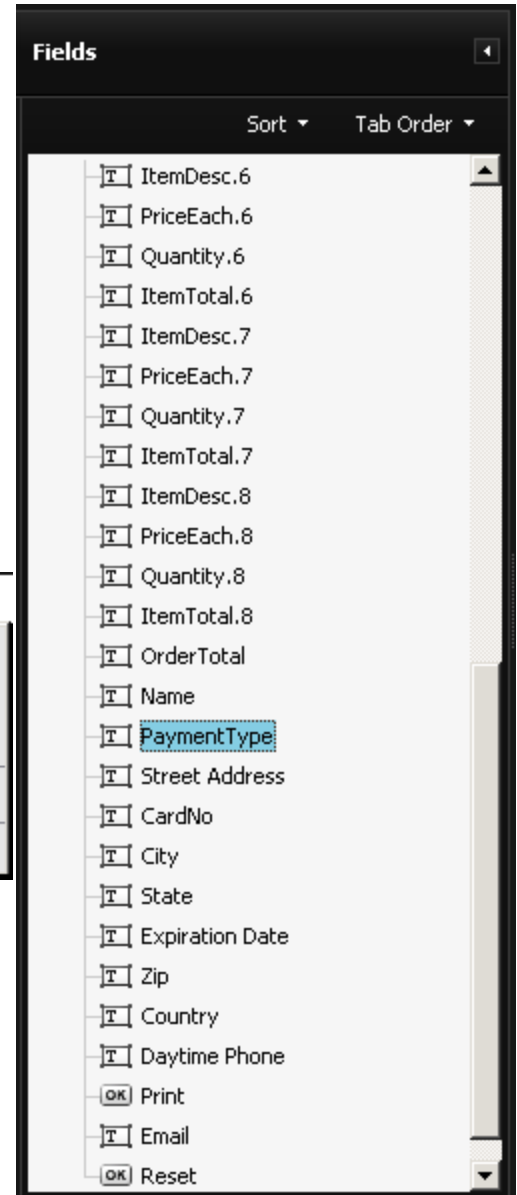 Fields
Sort Tab Order
ItemDesc.6
PriceEach.6
Quantity.6
ItemTotal.6
ItemDesc.7
PriceEach.7
Quantity.7
ItemTotal.7
ItemDesc.8
PriceEach.8
Quantity.8
ItemTotal.8
OrderTotal
Name
PaymentType
Street Address
CardNo
City
State
Expiration Date
Zip
Country
Daytime Phone
OK Print
Email
OK Reset